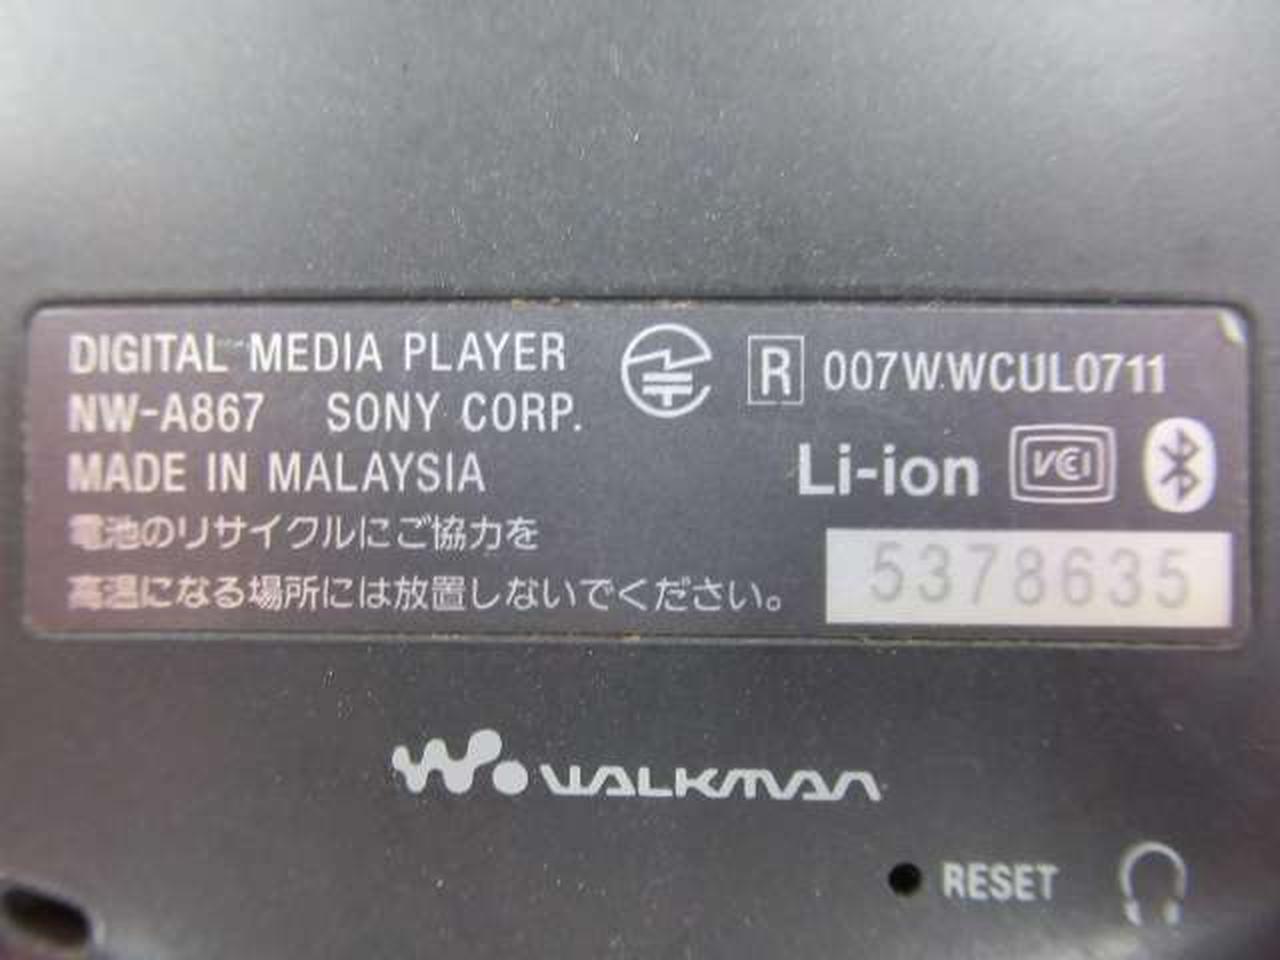 DIGITAL MEDIA PLAYER
NW-A867 SONY CORP.
MADE IN MALAYSIA
電池のリサイクルにご協力を
高温になる場所には放置しないでください。
R 007WWCUL0711
Li-ion VCCI
5378635
W. WALKMAN
RESET